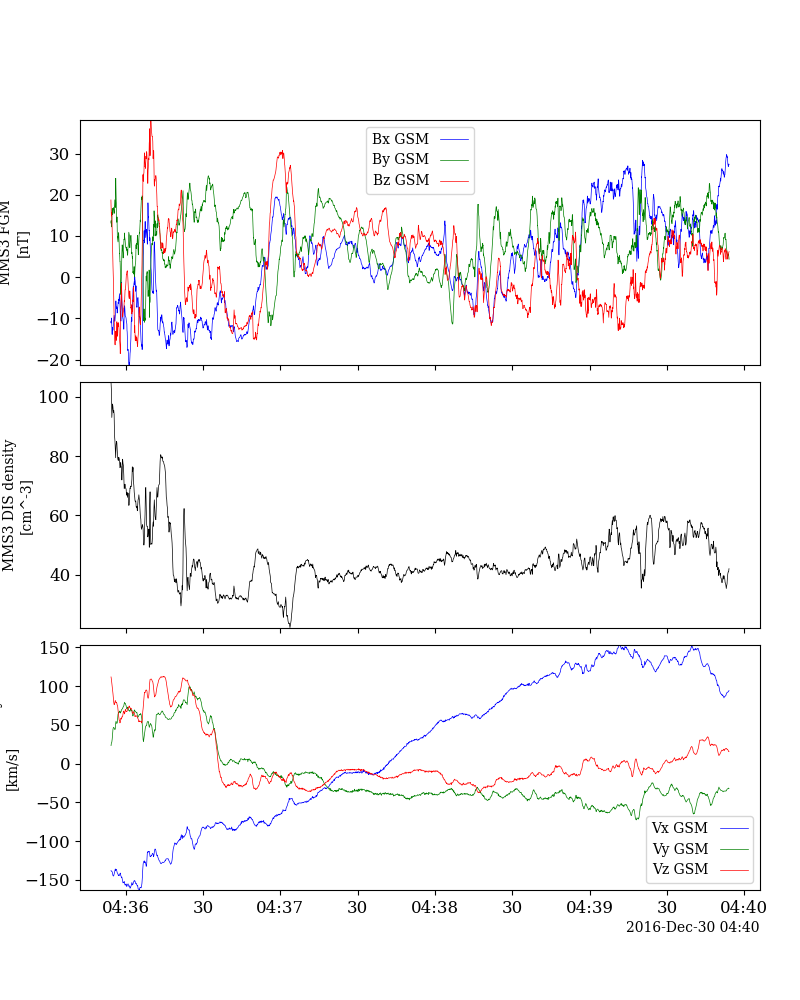 Bx GSM
By GSM
Bz GSM
30
20
10
0
−10
−20
MMS3 FGM
[nT]
100
80
60
40
MMS3 DIS density
[cm^-3]
150
100
50
0
−50
−100
−150
[km/s]
Vx GSM
Vy GSM
Vz GSM
04:36 30 04:37 30 04:38 30 04:39 30 04:40
2016-Dec-30 04:40